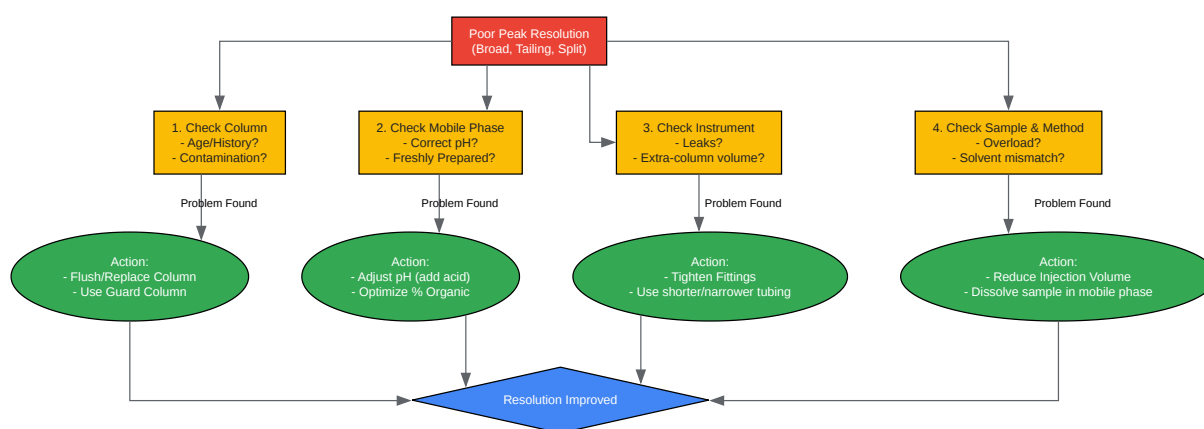 Poor Peak Resolution
(Broad, Tailing, Split)
1. Check Column
- Age/History?
- Contamination?
2. Check Mobile Phase
- Correct pH?
- Freshly Prepared?
3. Check Instrument
- Leaks?
- Extra-column volume?
4. Check Sample & Method
- Overload?
- Solvent mismatch?
Problem Found
Problem Found
Problem Found
Problem Found
Action:
- Flush/Replace Column
- Use Guard Column
Action:
- Adjust pH (add acid)
- Optimize % Organic
Action:
- Tighten Fittings
- Use shorter/narrower tubing
Action:
- Reduce Injection Volume
- Dissolve sample in mobile phase
Resolution Improved